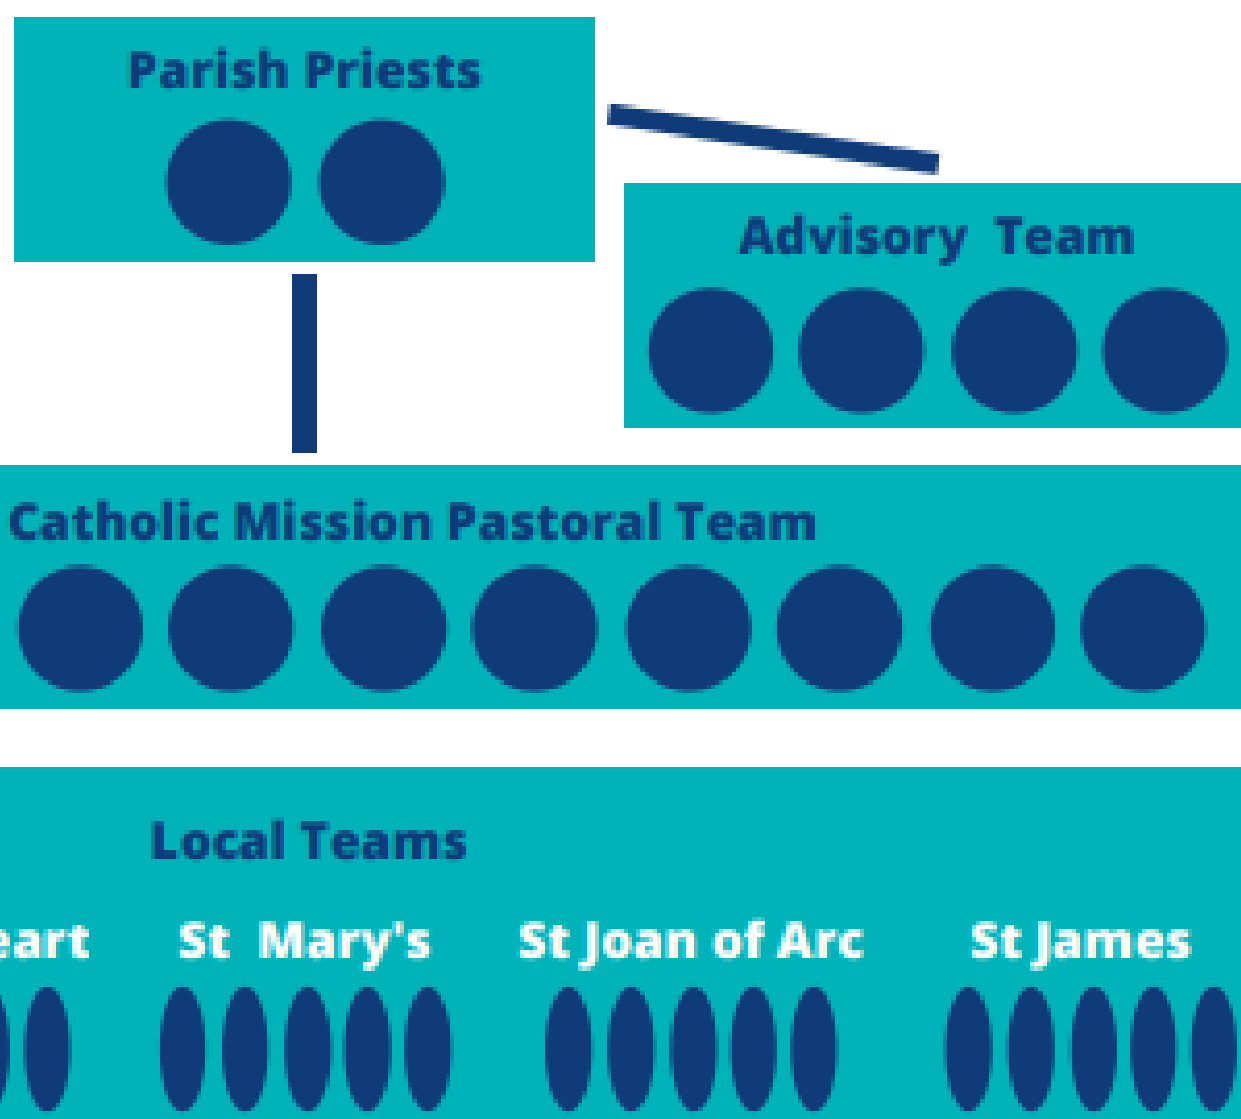 Parish Priests
Advisory Team
Catholic Mission Pastoral Team
Local Teams
St Mary's St Joan of Arc St James